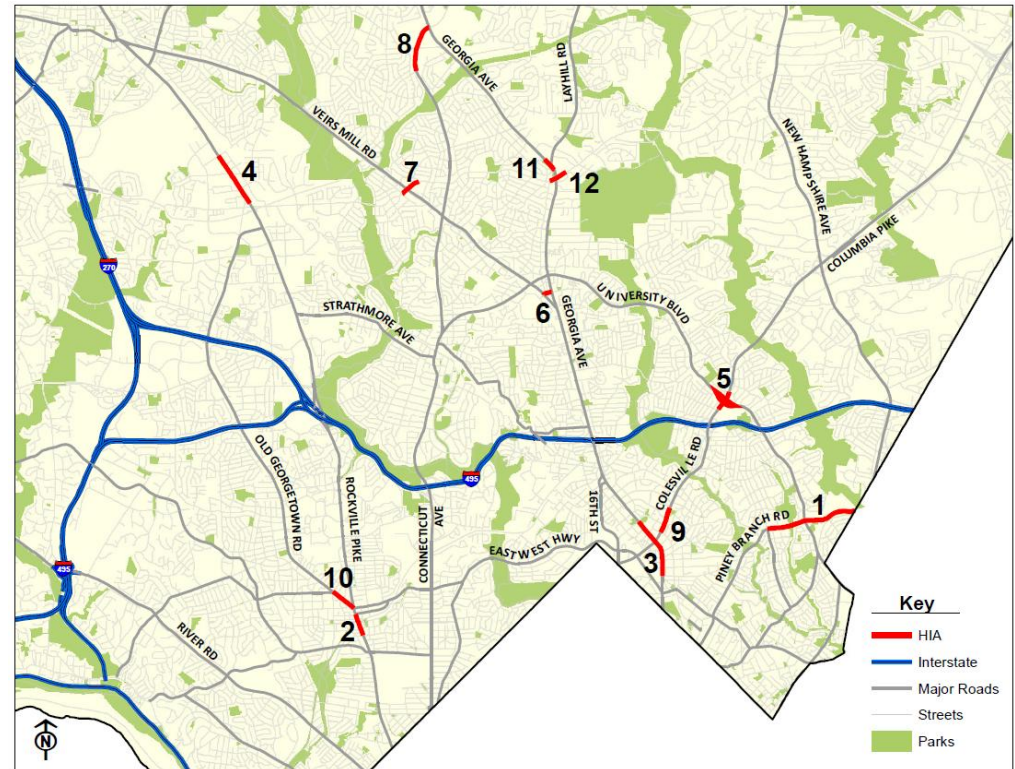 8
GEORGIA AVE
LAYHILL RD
VEIRS MILL RD
NEW HAMPSHIRE AVE
4
7
11
12
COLUMBIA PIKE
270
STRATHMORE AVE
6
GEORGIA AVE
UNIVERSITY BLVD
5
OLD GEORGETOWN RD
ROCKVILLE PIKE
CONNECTICUT
AVE
495
16TH ST
COLESVILLE RD
EAST WEST HWY
9
3
PINEY BRANCH RD
1
495
10
2
RIVER RD
N
Key
HIA
Interstate
Major Roads
Streets
Parks